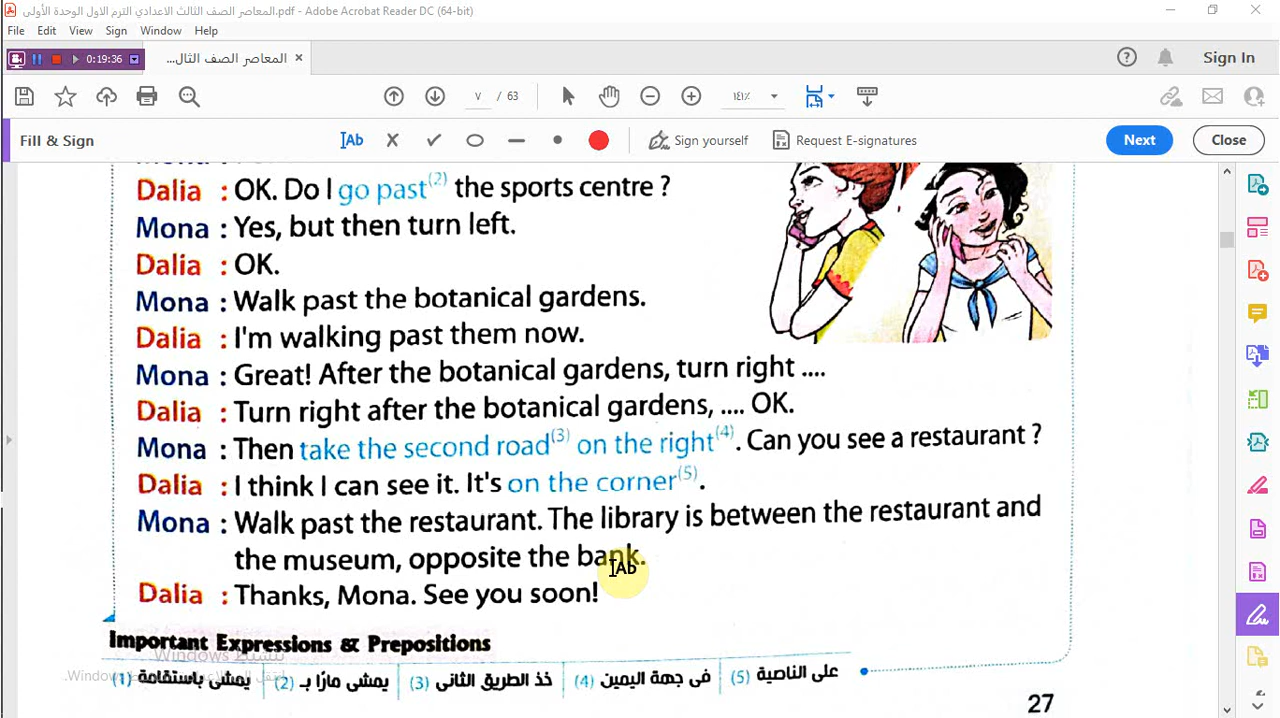 المعاصر الصف الثالث الاعدادي الترم الاول الوحدة الأولى.pdf - Adobe Acrobat Reader DC (64-bit)
File Edit View Sign Window Help
0:19:36 المعاصر الصف الثال... ×
Sign In
٧ / 63 ١٤١٪
Fill & Sign Ab Sign yourself Request E-signatures Next Close
Dalia : OK. Do I go past(2) the sports centre ?
Mona : Yes, but then turn left.
Dalia : OK.
Mona : Walk past the botanical gardens.
Dalia : I'm walking past them now.
Mona : Great! After the botanical gardens, turn right ....
Dalia : Turn right after the botanical gardens, .... OK.
Mona : Then take the second road(3) on the right(4). Can you see a restaurant ?
Dalia : I think I can see it. It's on the corner(5).
Mona : Walk past the restaurant. The library is between the restaurant and
the museum, opposite the bank.
Ab
Dalia : Thanks, Mona. See you soon!
Important Expressions & Prepositions
تنشيط Windows
(1) يمشى باستقامة (2) يمشى مارًا بـ (3) خذ الطريق الثانى (4) فى جهة اليمين (5) على الناصية
27